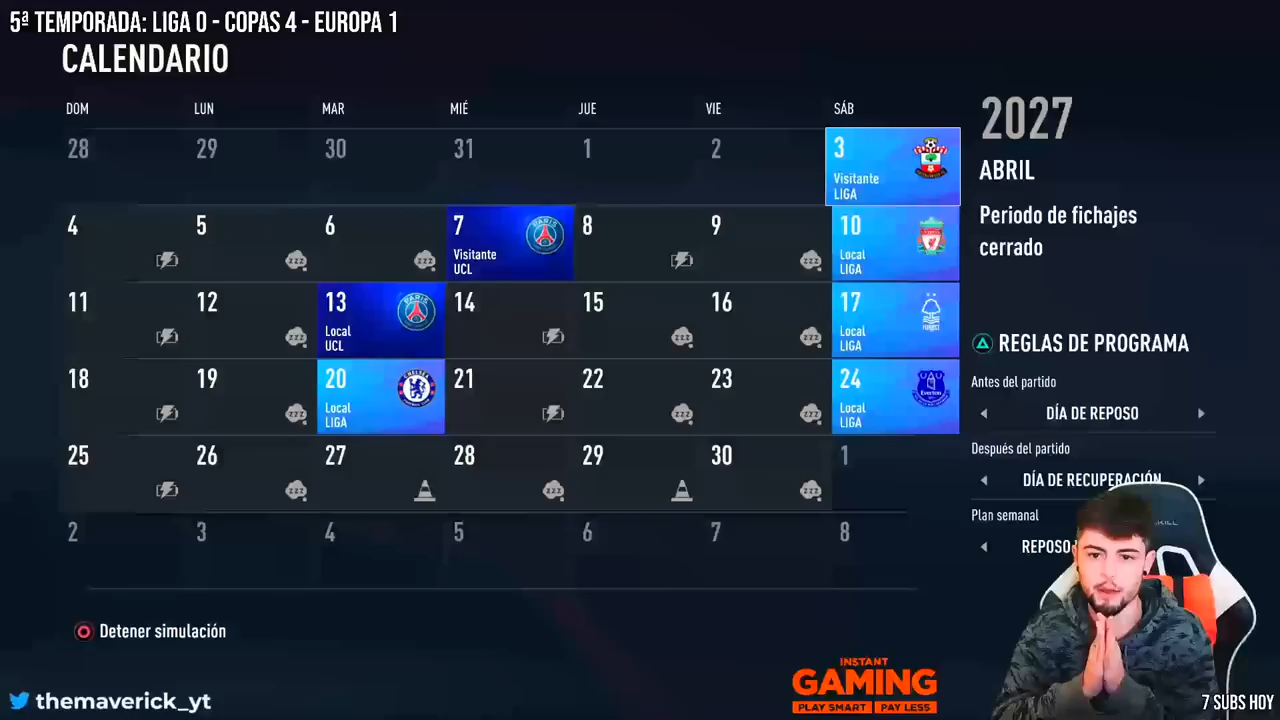 5ª TEMPORADA: LIGA 0 - COPAS 4 - EUROPA 1
CALENDARIO
DOM LUN MAR MIÉ JUE VIE SÁB
28 29 30 31 1 2 3
Visitante
LIGA
4 5 6 7 8 9 10
PARIS
Visitante
UCL
Local
LIGA
11 12 13 14 15 16 17
PARIS
Local
UCL
Local
LIGA
18 19 20 21 22 23 24
Everton
Local
LIGA
Local
LIGA
25 26 27 28 29 30 1
2 3 4 5 6 7 8
2027
ABRIL
Periodo de fichajes
cerrado
REGLAS DE PROGRAMA
Antes del partido
DÍA DE REPOSO
Después del partido
DÍA DE RECUPERACIÓN
Plan semanal
REPOSO
Detener simulación
themaverick_yt
INSTANT
GAMING
PLAY SMART PAY LESS
7 SUBS HOY